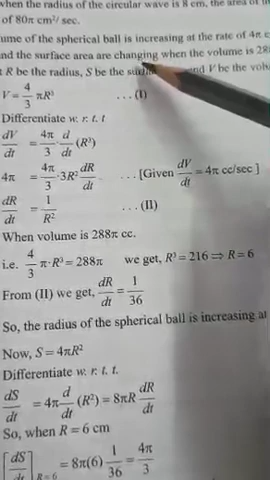 when the radius of the circular wave is 8 cm, the area of
of 80π cm²/ sec.
ume of the spherical ball is increasing at the rate of 4π
nd the surface area are changing when the volume is 28
R be the radius, S be the and V be the
V = 4/3 πR³ . . . (I)
Differentiate w. r. t. t
dV/dt = 4π/3 · d/dt (R³)
4π = 4π/3 · 3R² dR/dt . . . [Given dV/dt = 4π cc/sec ]
dR/dt = 1/R² . . . (II)
When volume is 288π cc.
i.e. 4/3 π·R³ = 288π we get, R³ = 216 ⇒ R = 6
From (II) we get, dR/dt = 1/36
So, the radius of the spherical ball is increasing at
Now, S = 4πR²
Differentiate w. r. t. t.
dS/dt = 4π d/dt (R²) = 8πR dR/dt
So, when R = 6 cm
[dS/dt] R = 6 = 8π(6) 1/36 = 4π/3